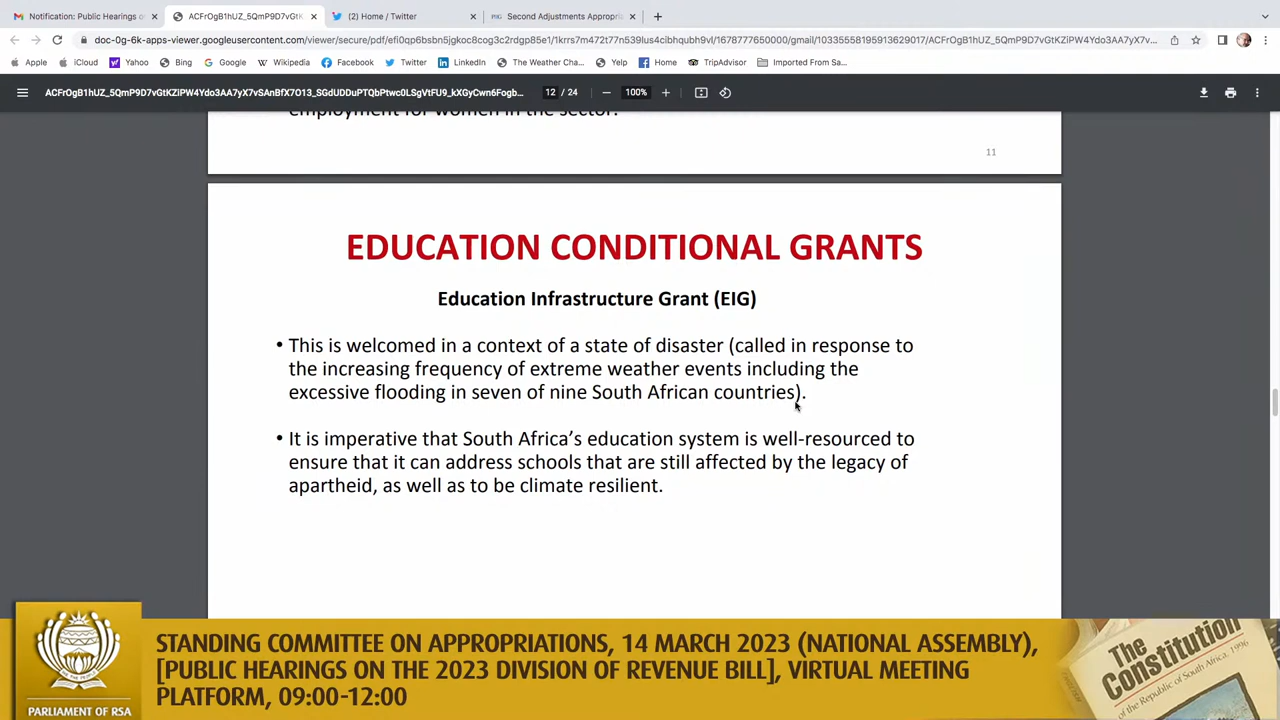 Notification: Public Hearings o
ACFrOgB1hUZ_5QmP9D7vGtK
(2) Home / Twitter
Second Adjustments Appropri
doc-0g-6k-apps-viewer.googleusercontent.com/viewer/secure/pdf/
Apple
iCloud
Yahoo
Bing
Google
Wikipedia
Facebook
Twitter
LinkedIn
The Weather Cha...
Yelp
Home
TripAdvisor
Imported From Sa...
12 / 24
100%
employment for women in the sector.
11
EDUCATION CONDITIONAL GRANTS
Education Infrastructure Grant (EIG)
• This is welcomed in a context of a state of disaster (called in response to
the increasing frequency of extreme weather events including the
excessive flooding in seven of nine South African countries).
• It is imperative that South Africa's education system is well-resourced to
ensure that it can address schools that are still affected by the legacy of
apartheid, as well as to be climate resilient.
STANDING COMMITTEE ON APPROPRIATIONS, 14 MARCH 2023 (NATIONAL ASSEMBLY),
[PUBLIC HEARINGS ON THE 2023 DIVISION OF REVENUE BILL], VIRTUAL MEETING
PLATFORM, 09:00-12:00
PARLIAMENT OF RSA
The
Constitution
of the Republic of South Africa, 1996